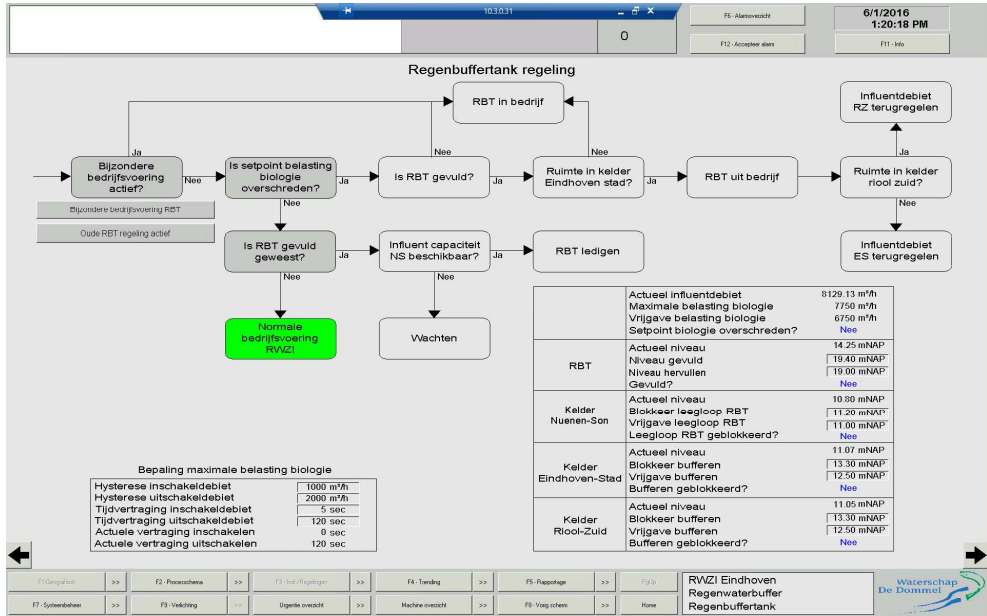 10.3.0.31
0
F6 - Alarmoverzicht
F12 - Accepteer alarm
6/1/2016
1:20:18 PM
F11 - Info
Regenbuffertank regeling
RBT in bedrijf
Influentdebiet
RZ terugregelen
Ja
Nee
Nee
Ja
Bijzondere
bedrijfsvoering
actief?
Nee
Is setpoint belasting
biologie
overschreden?
Ja
Is RBT gevuld?
Ja
Ruimte in kelder
Eindhoven stad?
Ja
RBT uit bedrijf
Ruimte in kelder
riool zuid?
Bijzondere bedrijfsvoering RBT
Oude RBT regeling actief
Nee
Nee
Is RBT gevuld
geweest?
Ja
Influent capaciteit
NS beschikbaar?
Ja
RBT ledigen
Influentdebiet
ES terugregelen
Nee
Nee
Normale
bedrijfsvoering
RWZI
Wachten
Actueel influentdebiet 8129.13 m³/h
Maximale belasting biologie 7750 m³/h
Vrijgave belasting biologie 6750 m³/h
Setpoint biologie overschreden? Nee
RBT
Actueel niveau 14.25 mNAP
Niveau gevuld 19.40 mNAP
Niveau hervullen 19.00 mNAP
Gevuld? Nee
Kelder
Nuenen-Son
Actueel niveau 10.80 mNAP
Blokkeer leegloop RBT 11.20 mNAP
Vrijgave leegloop RBT 11.00 mNAP
Leegloop RBT geblokkeerd? Nee
Kelder
Eindhoven-Stad
Actueel niveau 11.07 mNAP
Blokkeer bufferen 13.30 mNAP
Vrijgave bufferen 12.50 mNAP
Bufferen geblokkeerd? Nee
Kelder
Riool-Zuid
Actueel niveau 11.05 mNAP
Blokkeer bufferen 13.30 mNAP
Vrijgave bufferen 12.50 mNAP
Bufferen geblokkeerd? Nee
Bepaling maximale belasting biologie
Hysterese inschakeldebiet 1000 m³/h
Hysterese uitschakeldebiet 2000 m³/h
Tijdvertraging inschakeldebiet 5 sec
Tijdvertraging uitschakeldebiet 120 sec
Actuele vertraging inschakelen 0 sec
Actuele vertraging uitschakelen 120 sec
F1 Geografisch >> F2 - Processchema >> F3 - Inst./Regelingen >> F4 - Trending >> F5 - Rapportage >> PgUp
F7 - Systeembeheer >> F9 - Verlichting >> Urgentie overzicht >> Machine overzicht >> F8 - Vorig scherm >> Home
RWZI Eindhoven
Regenwaterbuffer
Regenbuffertank
Waterschap
De Dommel